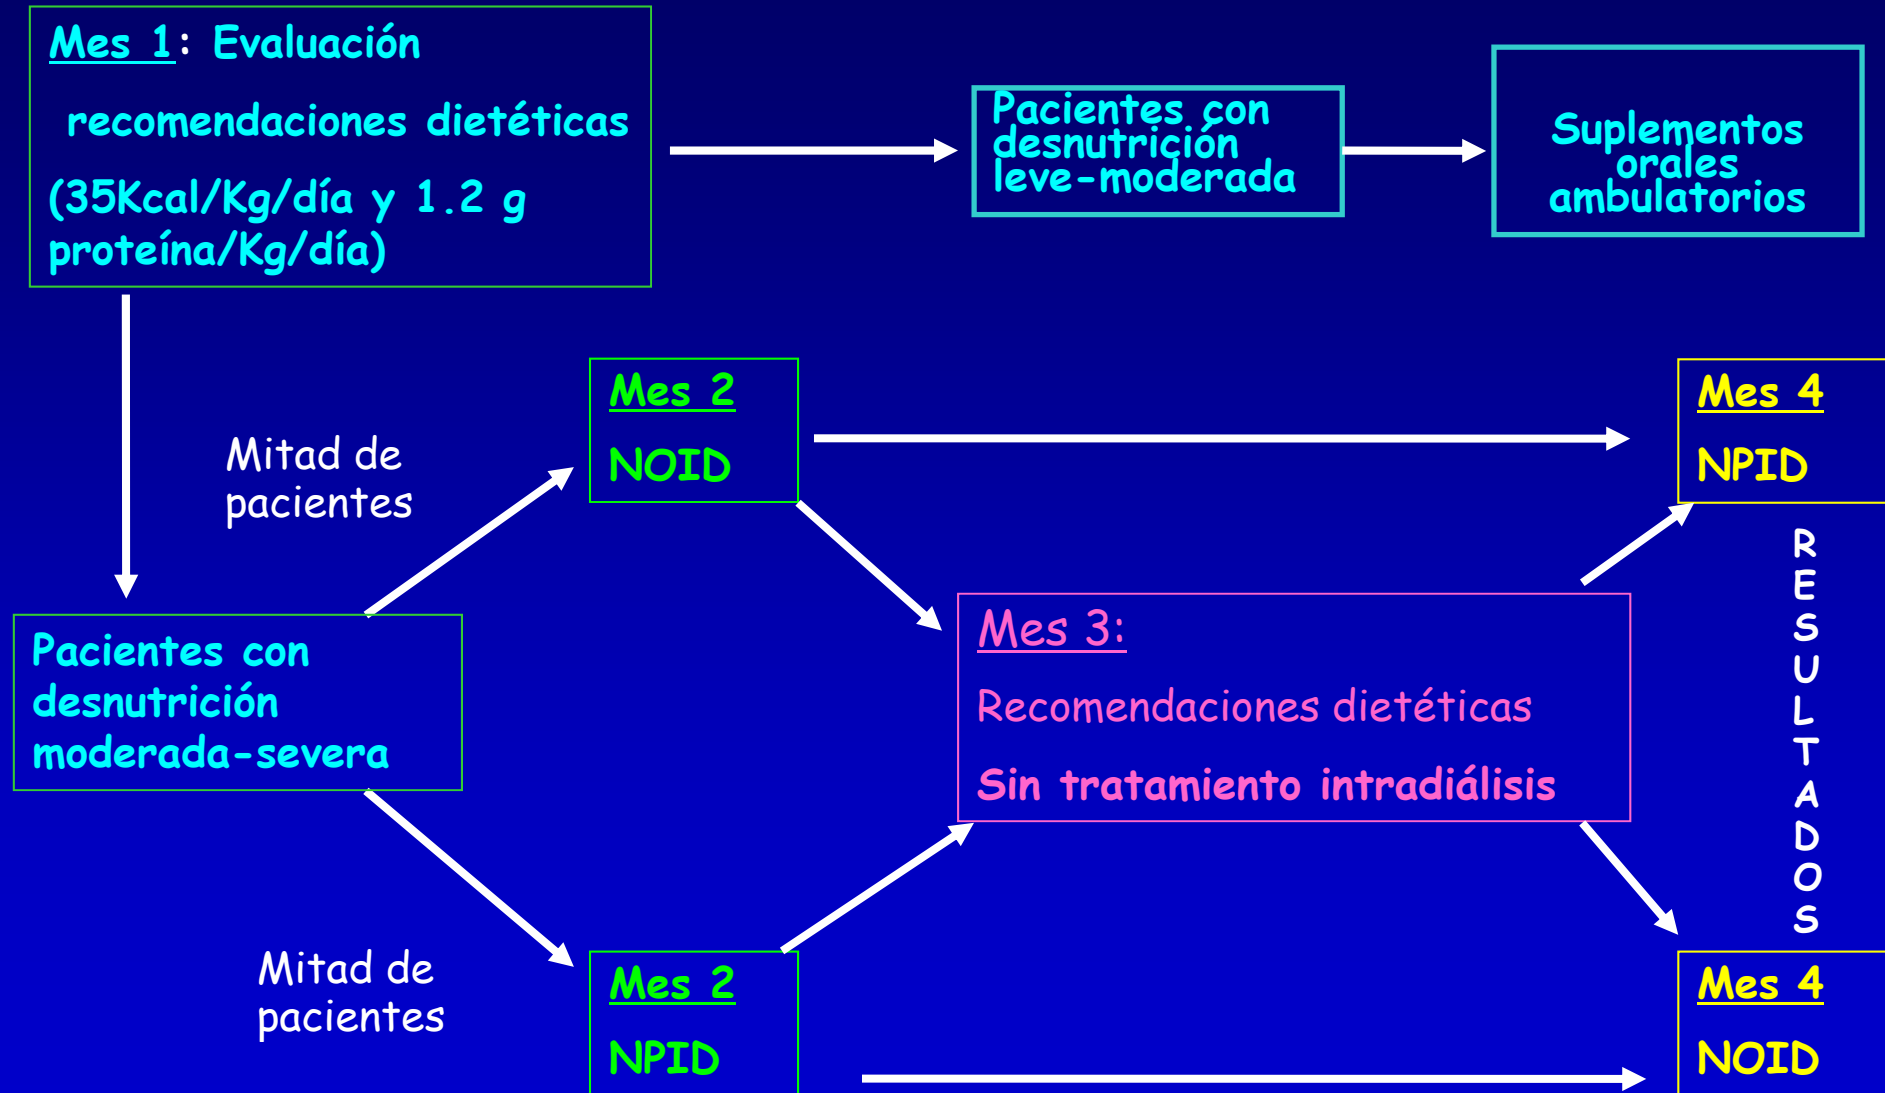 Mes 1: Evaluación
recomendaciones dietéticas
(35Kcal/Kg/día y 1.2 g
proteína/Kg/día)
Pacientes con
desnutrición
leve-moderada
Suplementos
orales
ambulatorios
Mitad de
pacientes
Mes 2
NOID
Mes 4
NPID
Pacientes con
desnutrición
moderada-severa
Mes 3:
Recomendaciones dietéticas
Sin tratamiento intradiálisis
R
E
S
U
L
T
A
D
O
S
Mitad de
pacientes
Mes 2
NPID
Mes 4
NOID